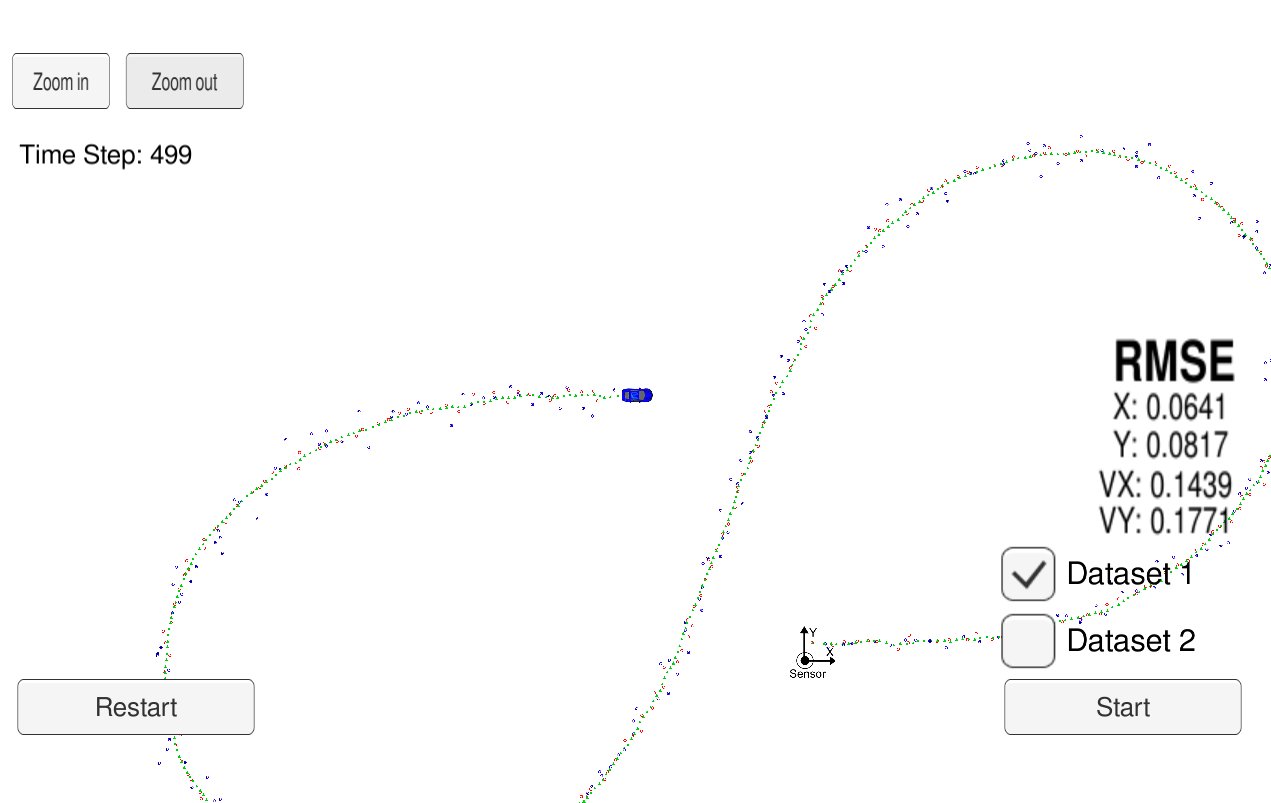 Zoom in
Zoom out
Time Step: 499
RMSE
X: 0.0641
Y: 0.0817
VX: 0.1439
VY: 0.1771
Dataset 1
Y
X
Sensor
Dataset 2
Restart
Start